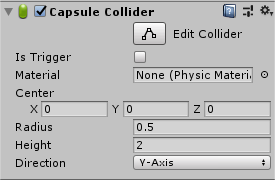 Capsule Collider
Edit Collider
Is Trigger
Material None (Physic Materia
Center
X 0 Y 0 Z 0
Radius 0.5
Height 2
Direction Y-Axis